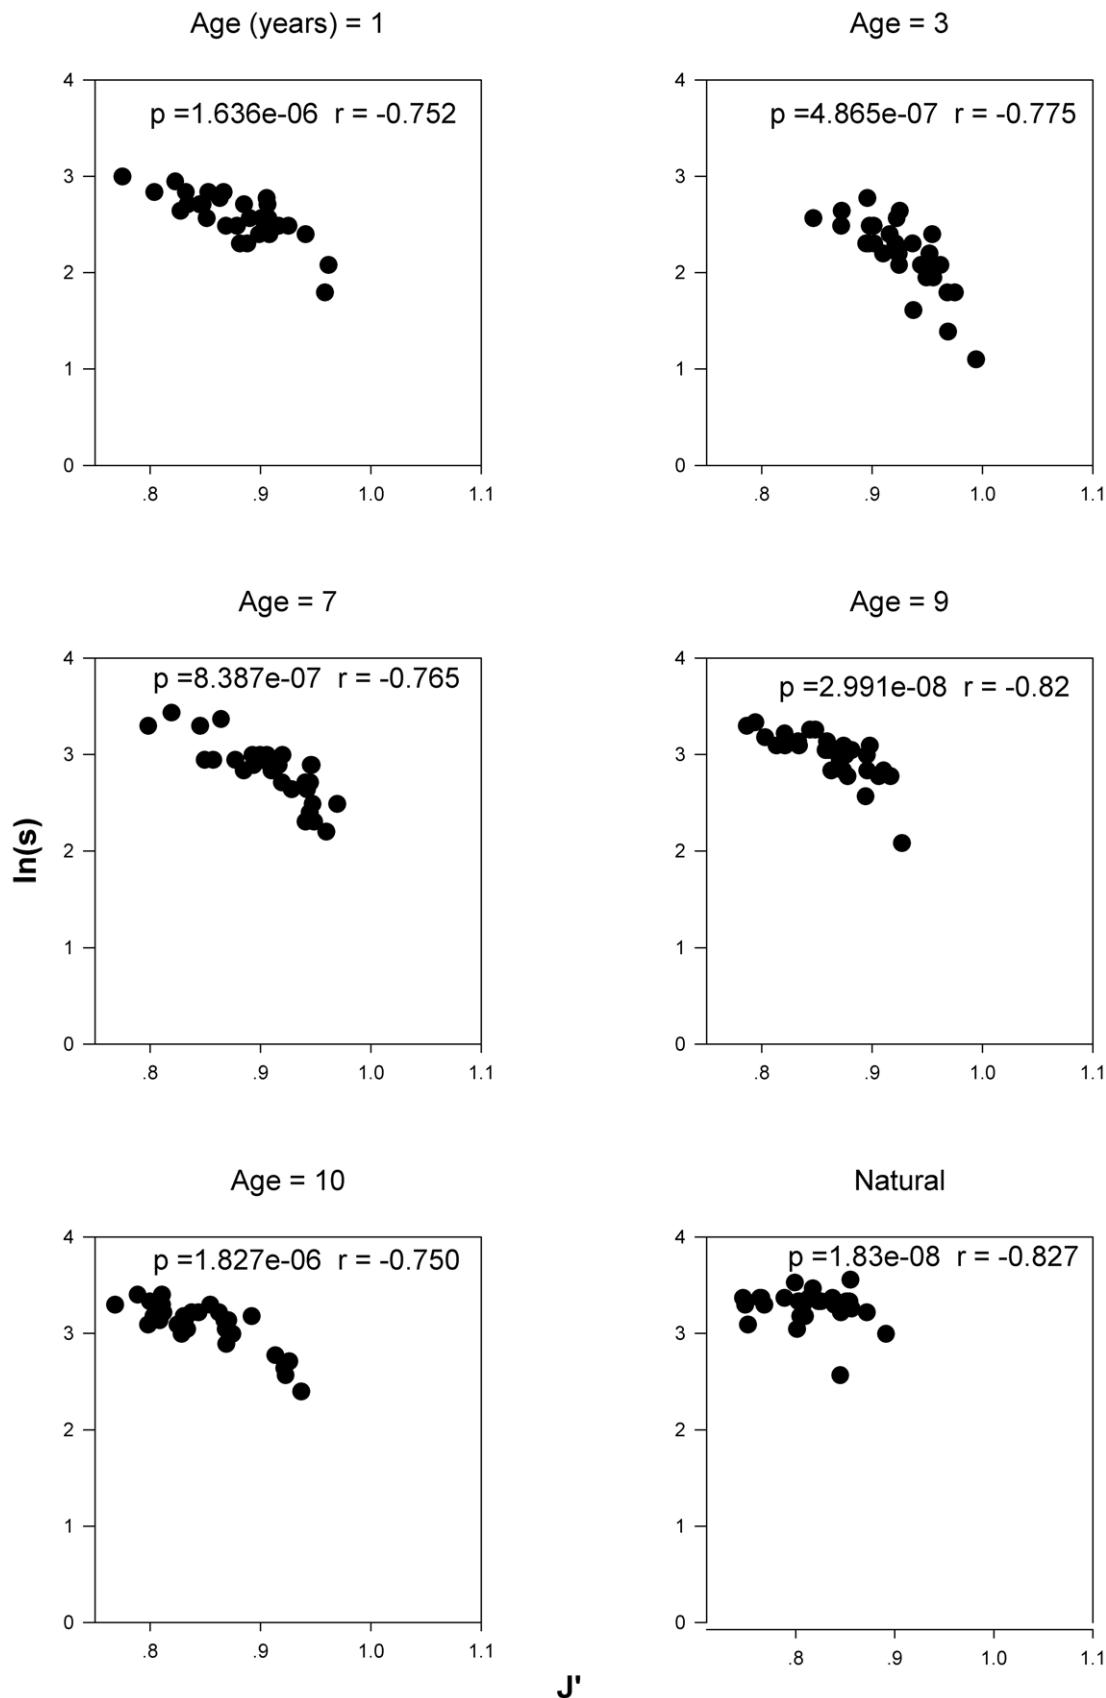 Age (years) = 1
p =1.636e-06 r = -0.752
4
3
2
1
0
.8 .9 1.0 1.1
Age = 3
p =4.865e-07 r = -0.775
4
3
2
1
0
.8 .9 1.0 1.1
Age = 7
p =8.387e-07 r = -0.765
4
3
2
1
0
.8 .9 1.0 1.1
Age = 9
p =2.991e-08 r = -0.82
4
3
2
1
0
.8 .9 1.0 1.1
ln(s)
Age = 10
p =1.827e-06 r = -0.750
4
3
2
1
0
.8 .9 1.0 1.1
Natural
p =1.83e-08 r = -0.827
4
3
2
1
0
.8 .9 1.0 1.1
J'